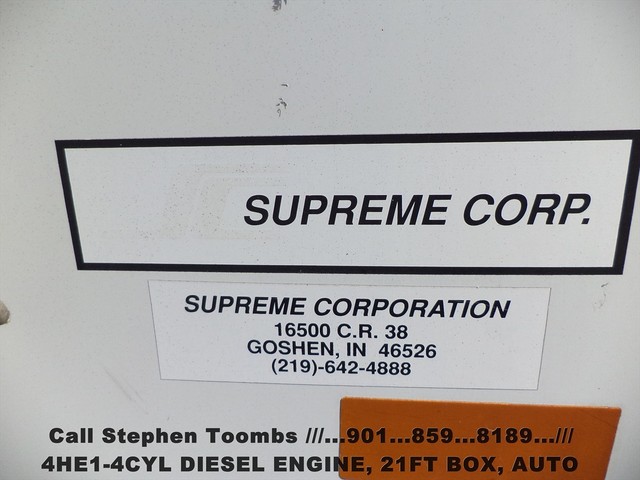 SUPREME CORP.
SUPREME CORPORATION
16500 C.R. 38
GOSHEN, IN 46526
(219)-642-4888
Call Stephen Toombs ///...901...859...8189...///
4HE1-4CYL DIESEL ENGINE, 21FT BOX, AUTO